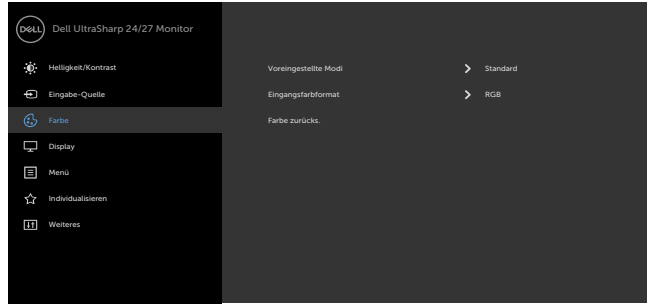 DELL Dell UltraSharp 24/27 Monitor
Helligkeit/Kontrast Voreingestellte Modi Standard
Eingabe-Quelle Eingangsfarbformat RGB
Farbe Farbe zurücks.
Display
Menü
Individualisieren
Weiteres